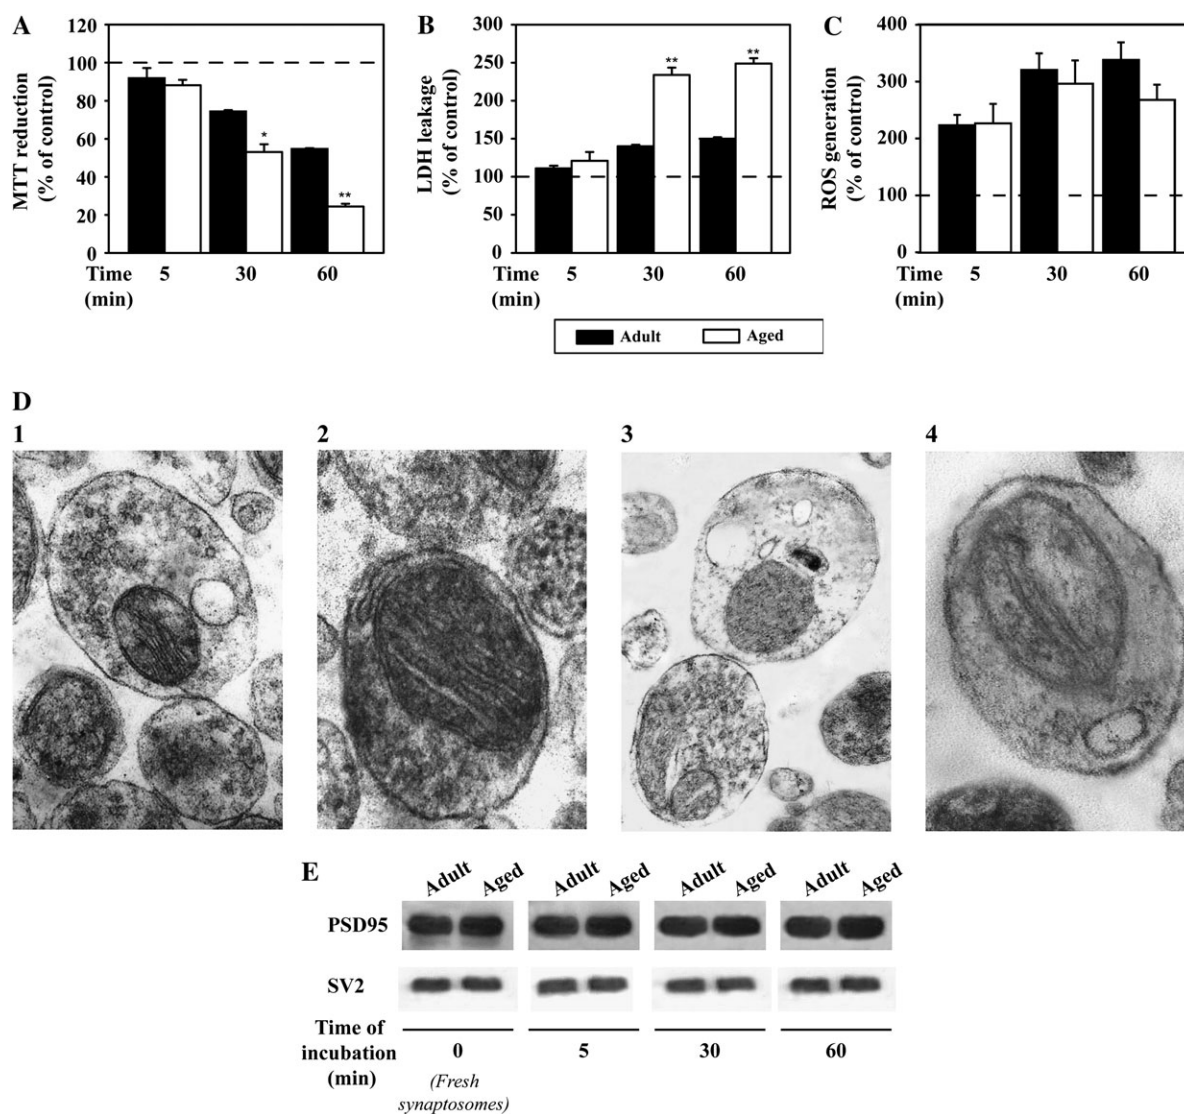 A
MTT reduction
(% of control)
120
100
80
60
40
20
0
*
**
Time
(min)
5 30 60
B
LDH leakage
(% of control)
300
250
200
150
100
50
0
**
**
Time
(min)
5 30 60
C
ROS generation
(% of control)
400
300
200
100
0
Time
(min)
5 30 60
Adult Aged
D
1 2 3 4
E
Adult Aged Adult Aged Adult Aged Adult Aged
PSD95
SV2
Time of
incubation
(min)
0 5 30 60
(Fresh
synaptosomes)